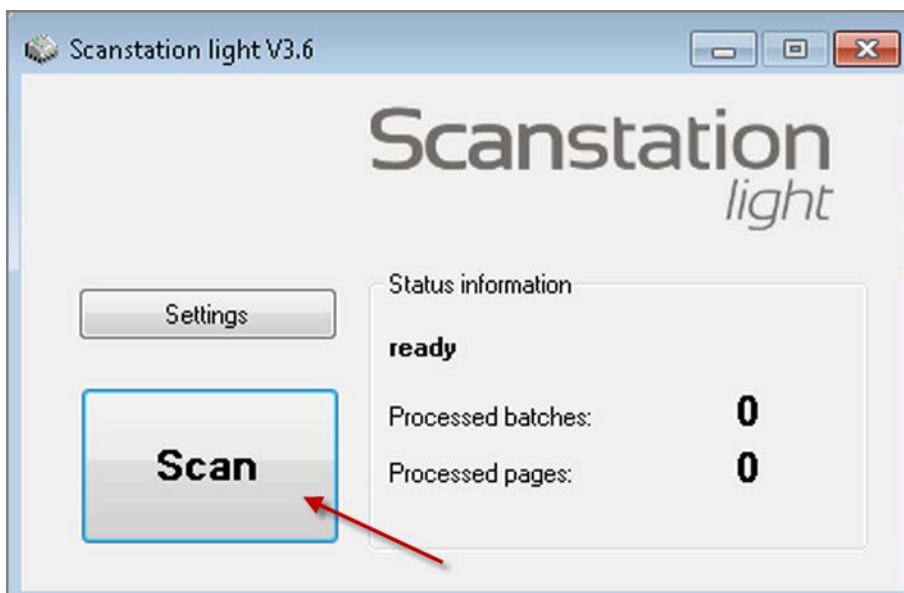 Scanstation light V3.6
Scanstation
light
Settings
Scan
Status information
ready
Processed batches: 0
Processed pages: 0